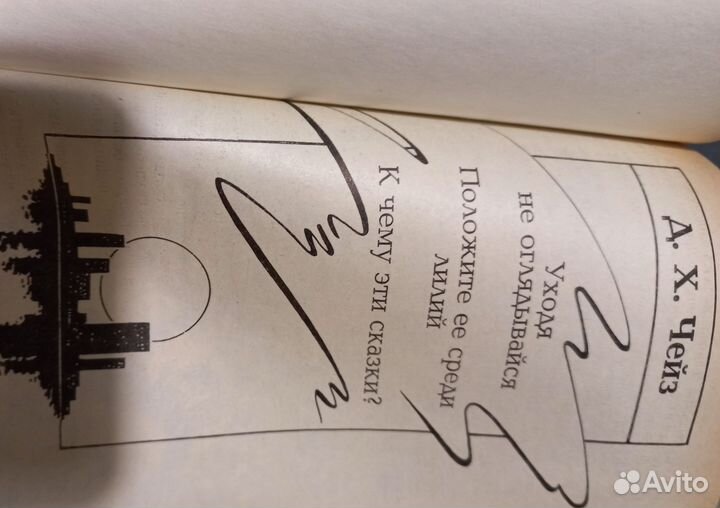 Д. Х. Чейз
Уходя
не оглядывайся
Положите ее среди
лилий
К чему эти сказки?
Avito